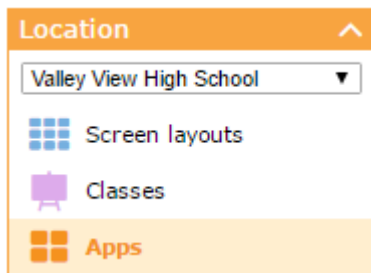 Location
Valley View High School
Screen layouts
Classes
Apps